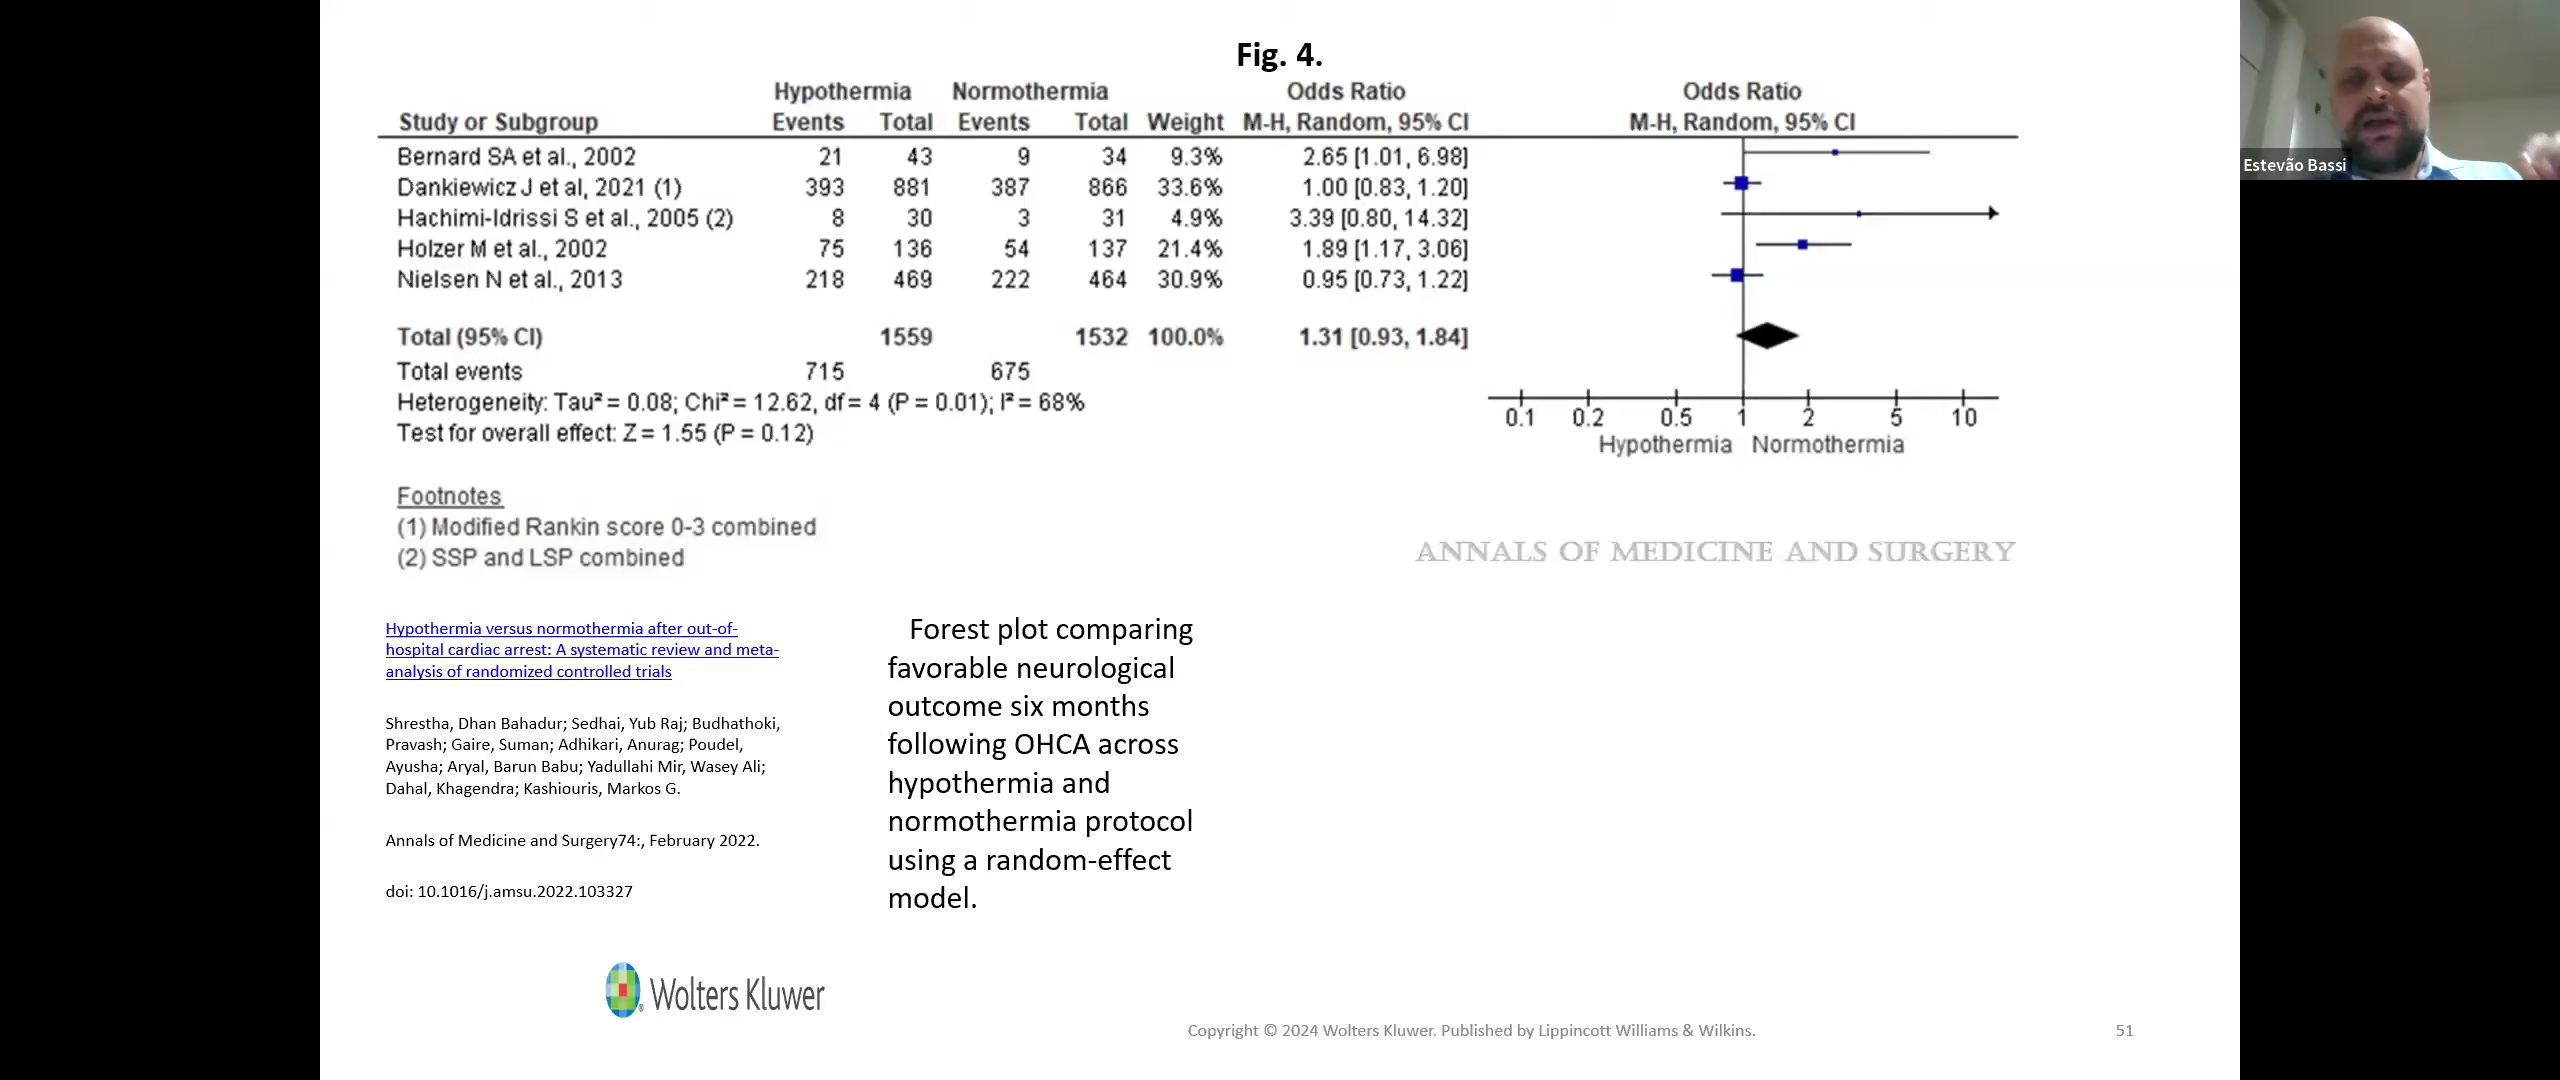 Fig. 4.
Hypothermia Normothermia Odds Ratio Odds Ratio
Study or Subgroup Events Total Events Total Weight M-H, Random, 95% CI M-H, Random, 95% CI
Bernard SA et al., 2002 21 43 9 34 9.3% 2.65 [1.01, 6.98]
Dankiewicz J et al, 2021 (1) 393 881 387 866 33.6% 1.00 [0.83, 1.20]
Hachimi-Idrissi S et al., 2005 (2) 8 30 3 31 4.9% 3.39 [0.80, 14.32]
Holzer M et al., 2002 75 136 54 137 21.4% 1.89 [1.17, 3.06]
Nielsen N et al., 2013 218 469 222 464 30.9% 0.95 [0.73, 1.22]
Total (95% CI) 1559 1532 100.0% 1.31 [0.93, 1.84]
Total events 715 675
Heterogeneity: Tau² = 0.08; Chi² = 12.62, df = 4 (P = 0.01); I² = 68%
Test for overall effect: Z = 1.55 (P = 0.12)
0.1 0.2 0.5 1 2 5 10
Hypothermia Normothermia
Footnotes
(1) Modified Rankin score 0-3 combined
(2) SSP and LSP combined
ANNALS OF MEDICINE AND SURGERY
Hypothermia versus normothermia after out-of-
hospital cardiac arrest: A systematic review and meta-
analysis of randomized controlled trials
Shrestha, Dhan Bahadur; Sedhai, Yub Raj; Budhathoki,
Pravash; Gaire, Suman; Adhikari, Anurag; Poudel,
Ayusha; Aryal, Barun Babu; Yadullahi Mir, Wasey Ali;
Dahal, Khagendra; Kashiouris, Markos G.
Annals of Medicine and Surgery74:, February 2022.
doi: 10.1016/j.amsu.2022.103327
Forest plot comparing
favorable neurological
outcome six months
following OHCA across
hypothermia and
normothermia protocol
using a random-effect
model.
Wolters Kluwer
Copyright © 2024 Wolters Kluwer. Published by Lippincott Williams & Wilkins.
51
Estevão Bassi